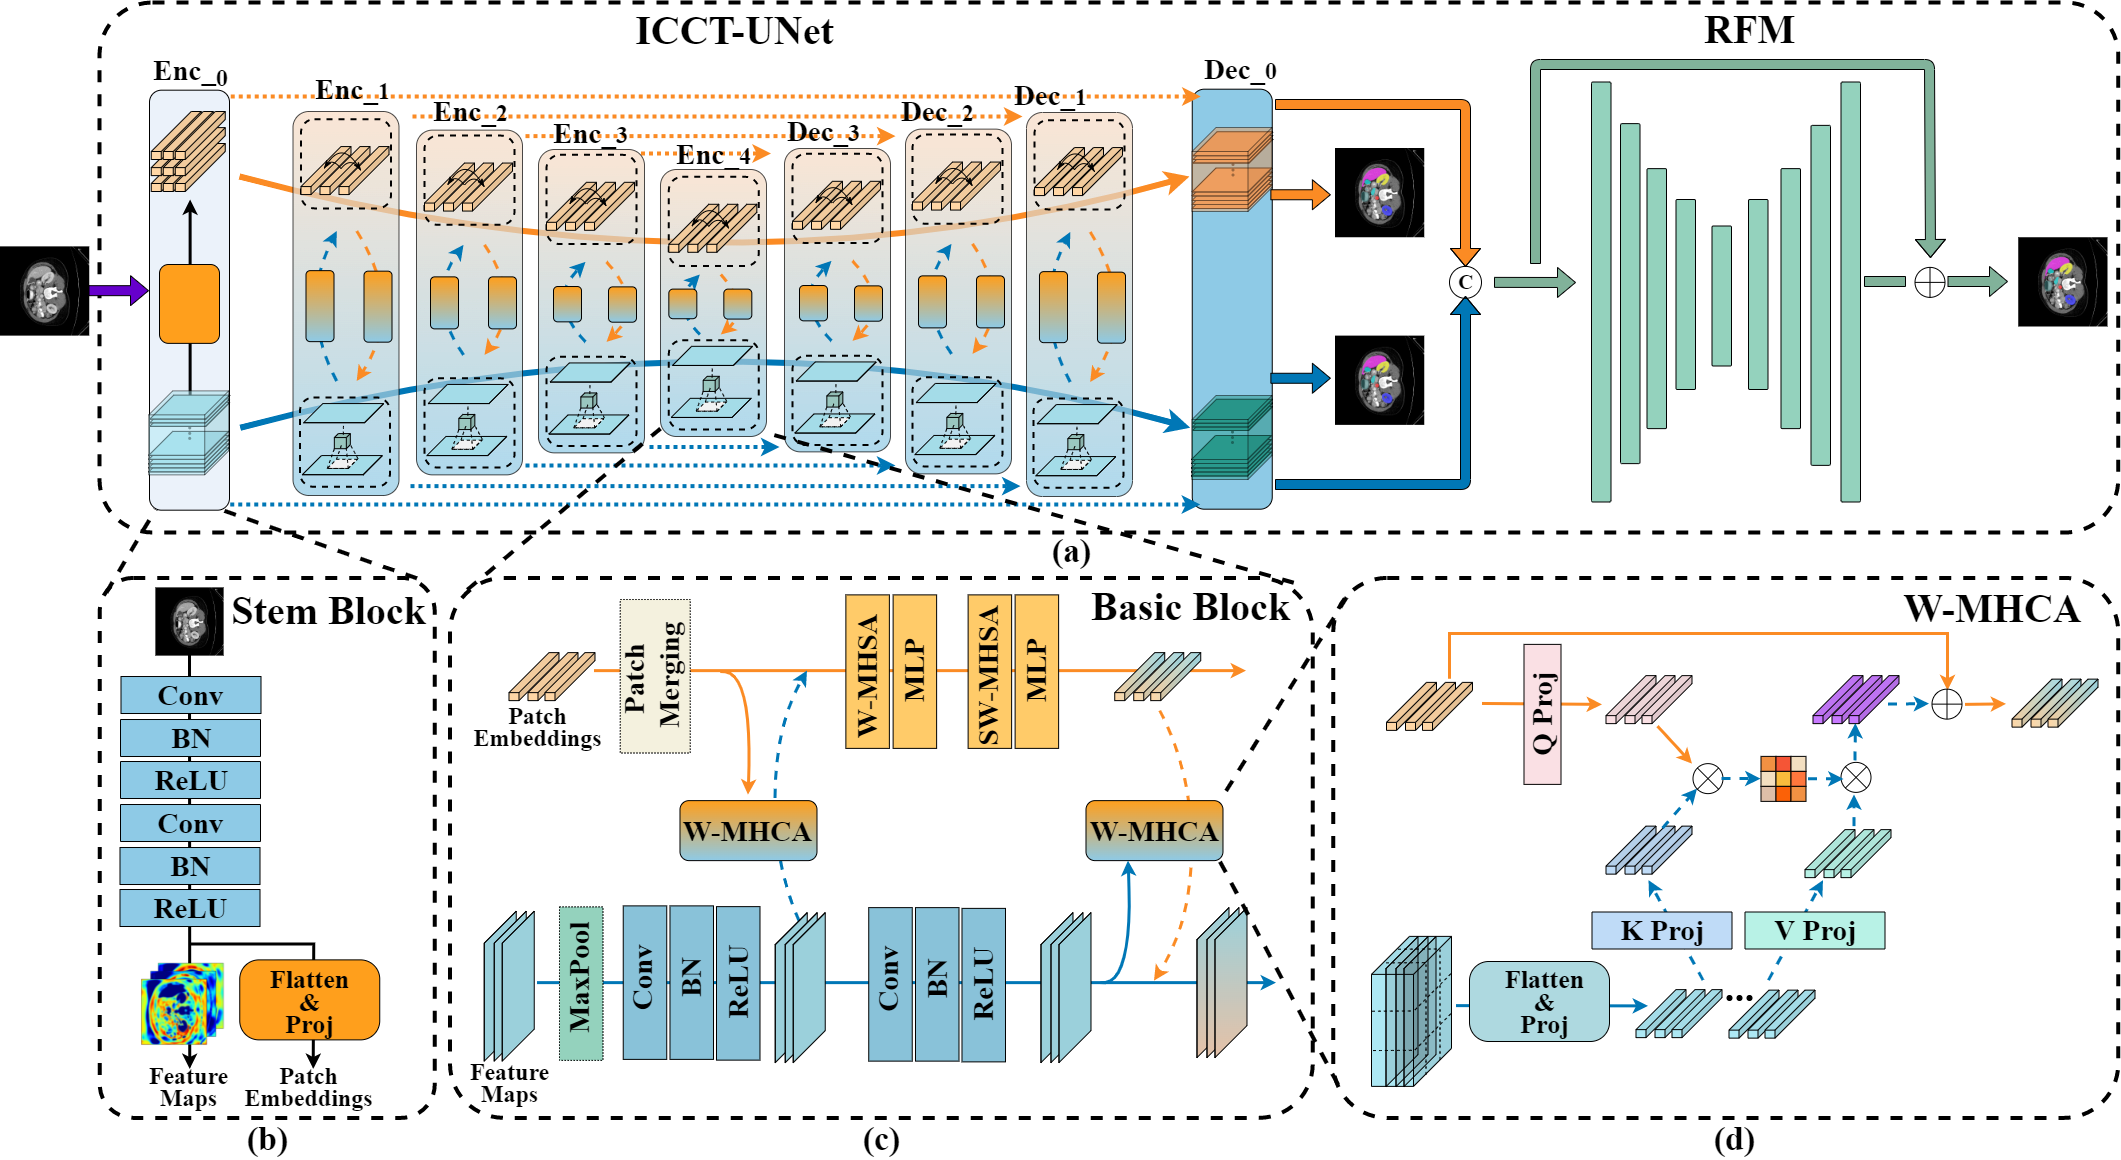 ICCT-UNet
RFM
Enc_0
Enc_1
Enc_2
Enc_3
Enc_4
Dec_3
Dec_2
Dec_1
Dec_0
C
(a)
Stem Block
Conv
BN
ReLU
Conv
BN
ReLU
Flatten
&
Proj
Feature
Maps
Patch
Embeddings
(b)
Basic Block
Patch
Embeddings
Patch
Merging
W-MHSA
MLP
SW-MHSA
MLP
W-MHCA
W-MHCA
Feature
Maps
MaxPool
Conv
BN
ReLU
Conv
BN
ReLU
(c)
W-MHCA
Q Proj
K Proj
V Proj
Flatten
&
Proj
(d)